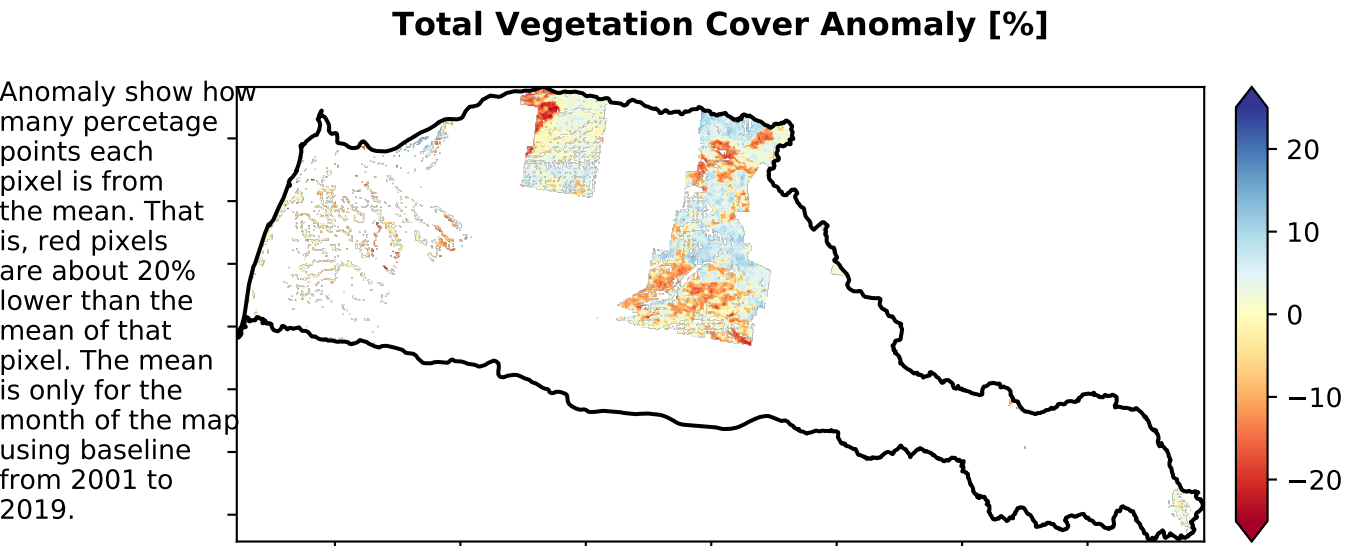 Total Vegetation Cover Anomaly [%]
Anomaly show how
many percetage
points each
pixel is from
the mean. That
is, red pixels
are about 20%
lower than the
mean of that
pixel. The mean
is only for the
month of the map
using baseline
from 2001 to
2019.
20
10
0
−10
−20